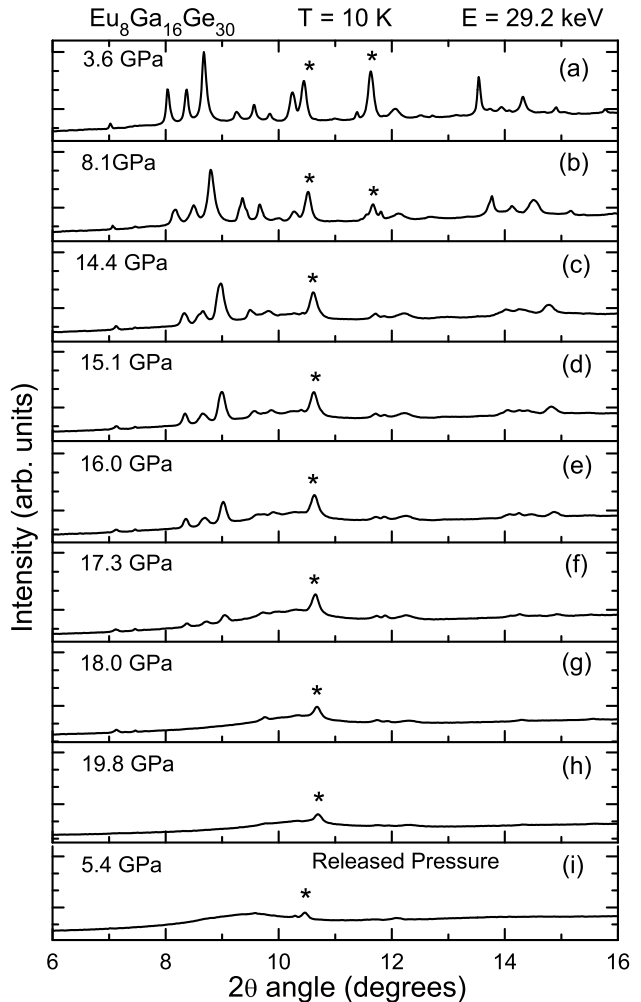 Eu₈Ga₁₆Ge₃₀ T = 10 K E = 29.2 keV
3.6 GPa * * (a)
8.1GPa * * (b)
14.4 GPa * (c)
15.1 GPa * (d)
16.0 GPa * (e)
17.3 GPa * (f)
18.0 GPa * (g)
19.8 GPa * (h)
5.4 GPa * Released Pressure (i)
Intensity (arb. units)
6 8 10 12 14 16
2θ angle (degrees)